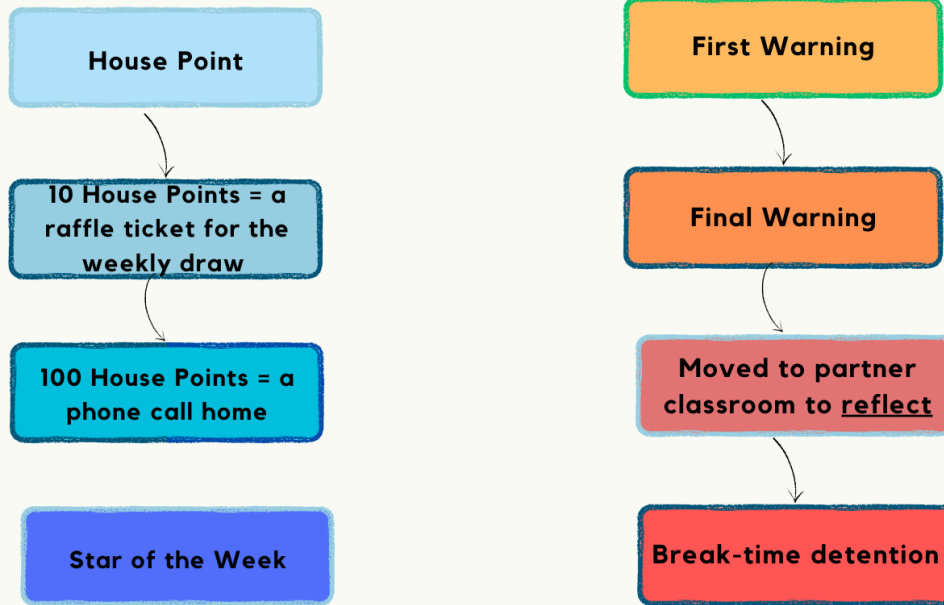 House Point
10 House Points = a
raffle ticket for the
weekly draw
100 House Points = a
phone call home
Star of the Week
First Warning
Final Warning
Moved to partner
classroom to reflect
Break-time detention